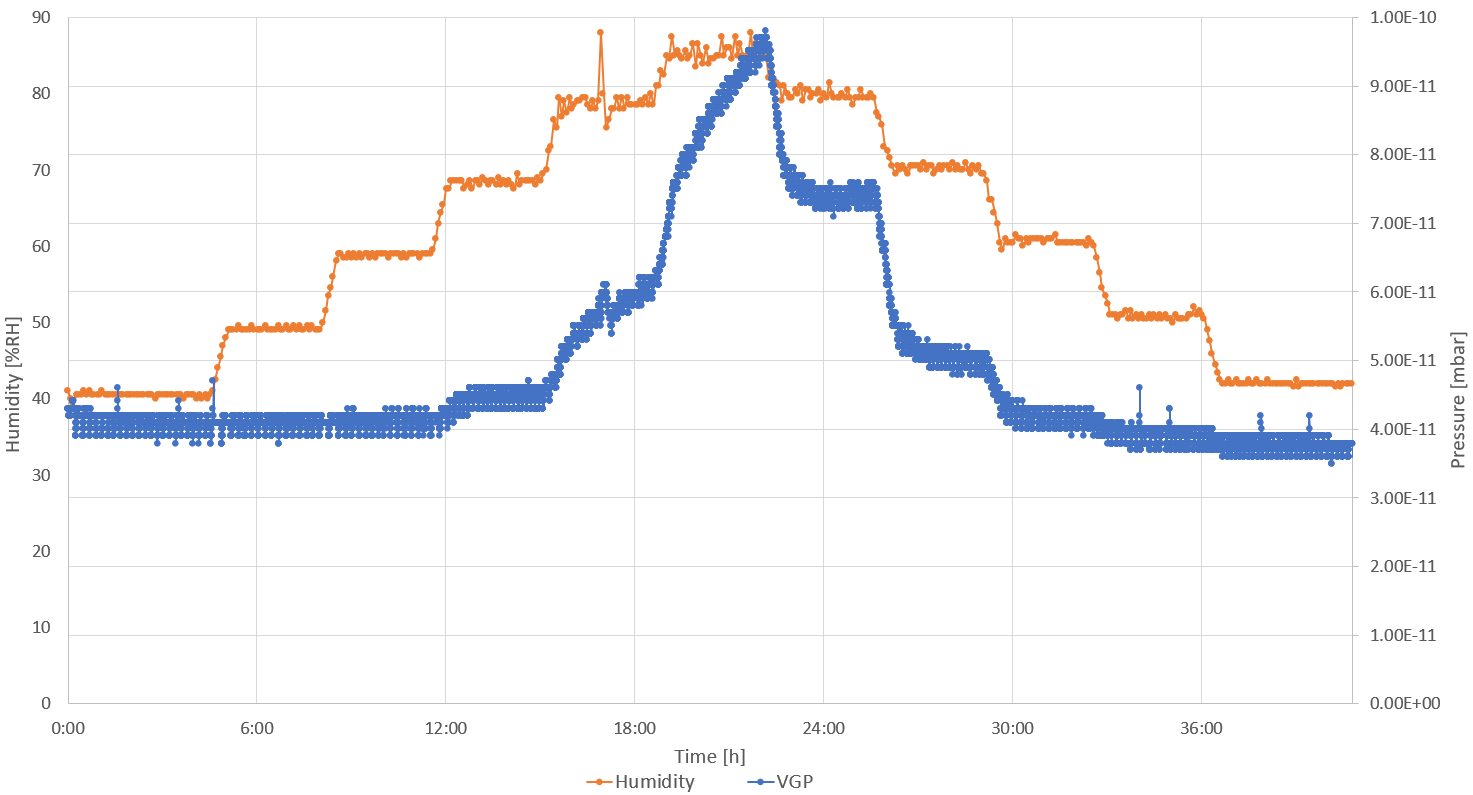 90
80
70
60
50
40
30
20
10
0
Humidity [%RH]
1.00E-10
9.00E-11
8.00E-11
7.00E-11
6.00E-11
5.00E-11
4.00E-11
3.00E-11
2.00E-11
1.00E-11
0.00E+00
Pressure [mbar]
0:00 6:00 12:00 18:00 24:00 30:00 36:00
Time [h]
Humidity VGP